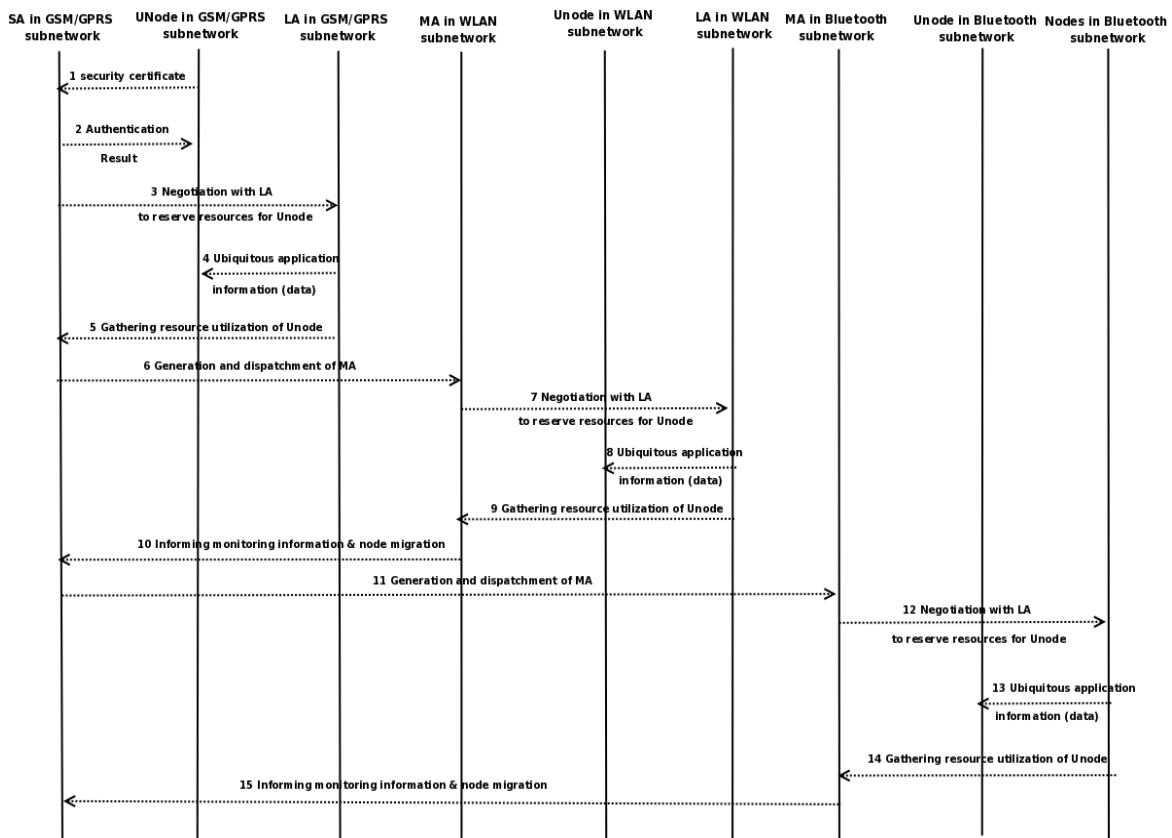 SA in GSM/GPRS
subnetwork
UNode in GSM/GPRS
subnetwork
LA in GSM/GPRS
subnetwork
MA in WLAN
subnetwork
Unode in WLAN
subnetwork
LA in WLAN
subnetwork
MA in Bluetooth
subnetwork
Unode in Bluetooth
subnetwork
Nodes in Bluetooth
subnetwork
1 security certificate
2 Authentication
Result
3 Negotiation with LA
to reserve resources for Unode
4 Ubiquitous application
information (data)
5 Gathering resource utilization of Unode
6 Generation and dispatchment of MA
7 Negotiation with LA
to reserve resources for Unode
8 Ubiquitous application
information (data)
9 Gathering resource utilization of Unode
10 Informing monitoring information & node migration
11 Generation and dispatchment of MA
12 Negotiation with LA
to reserve resources for Unode
13 Ubiquitous application
information (data)
14 Gathering resource utilization of Unode
15 Informing monitoring information & node migration